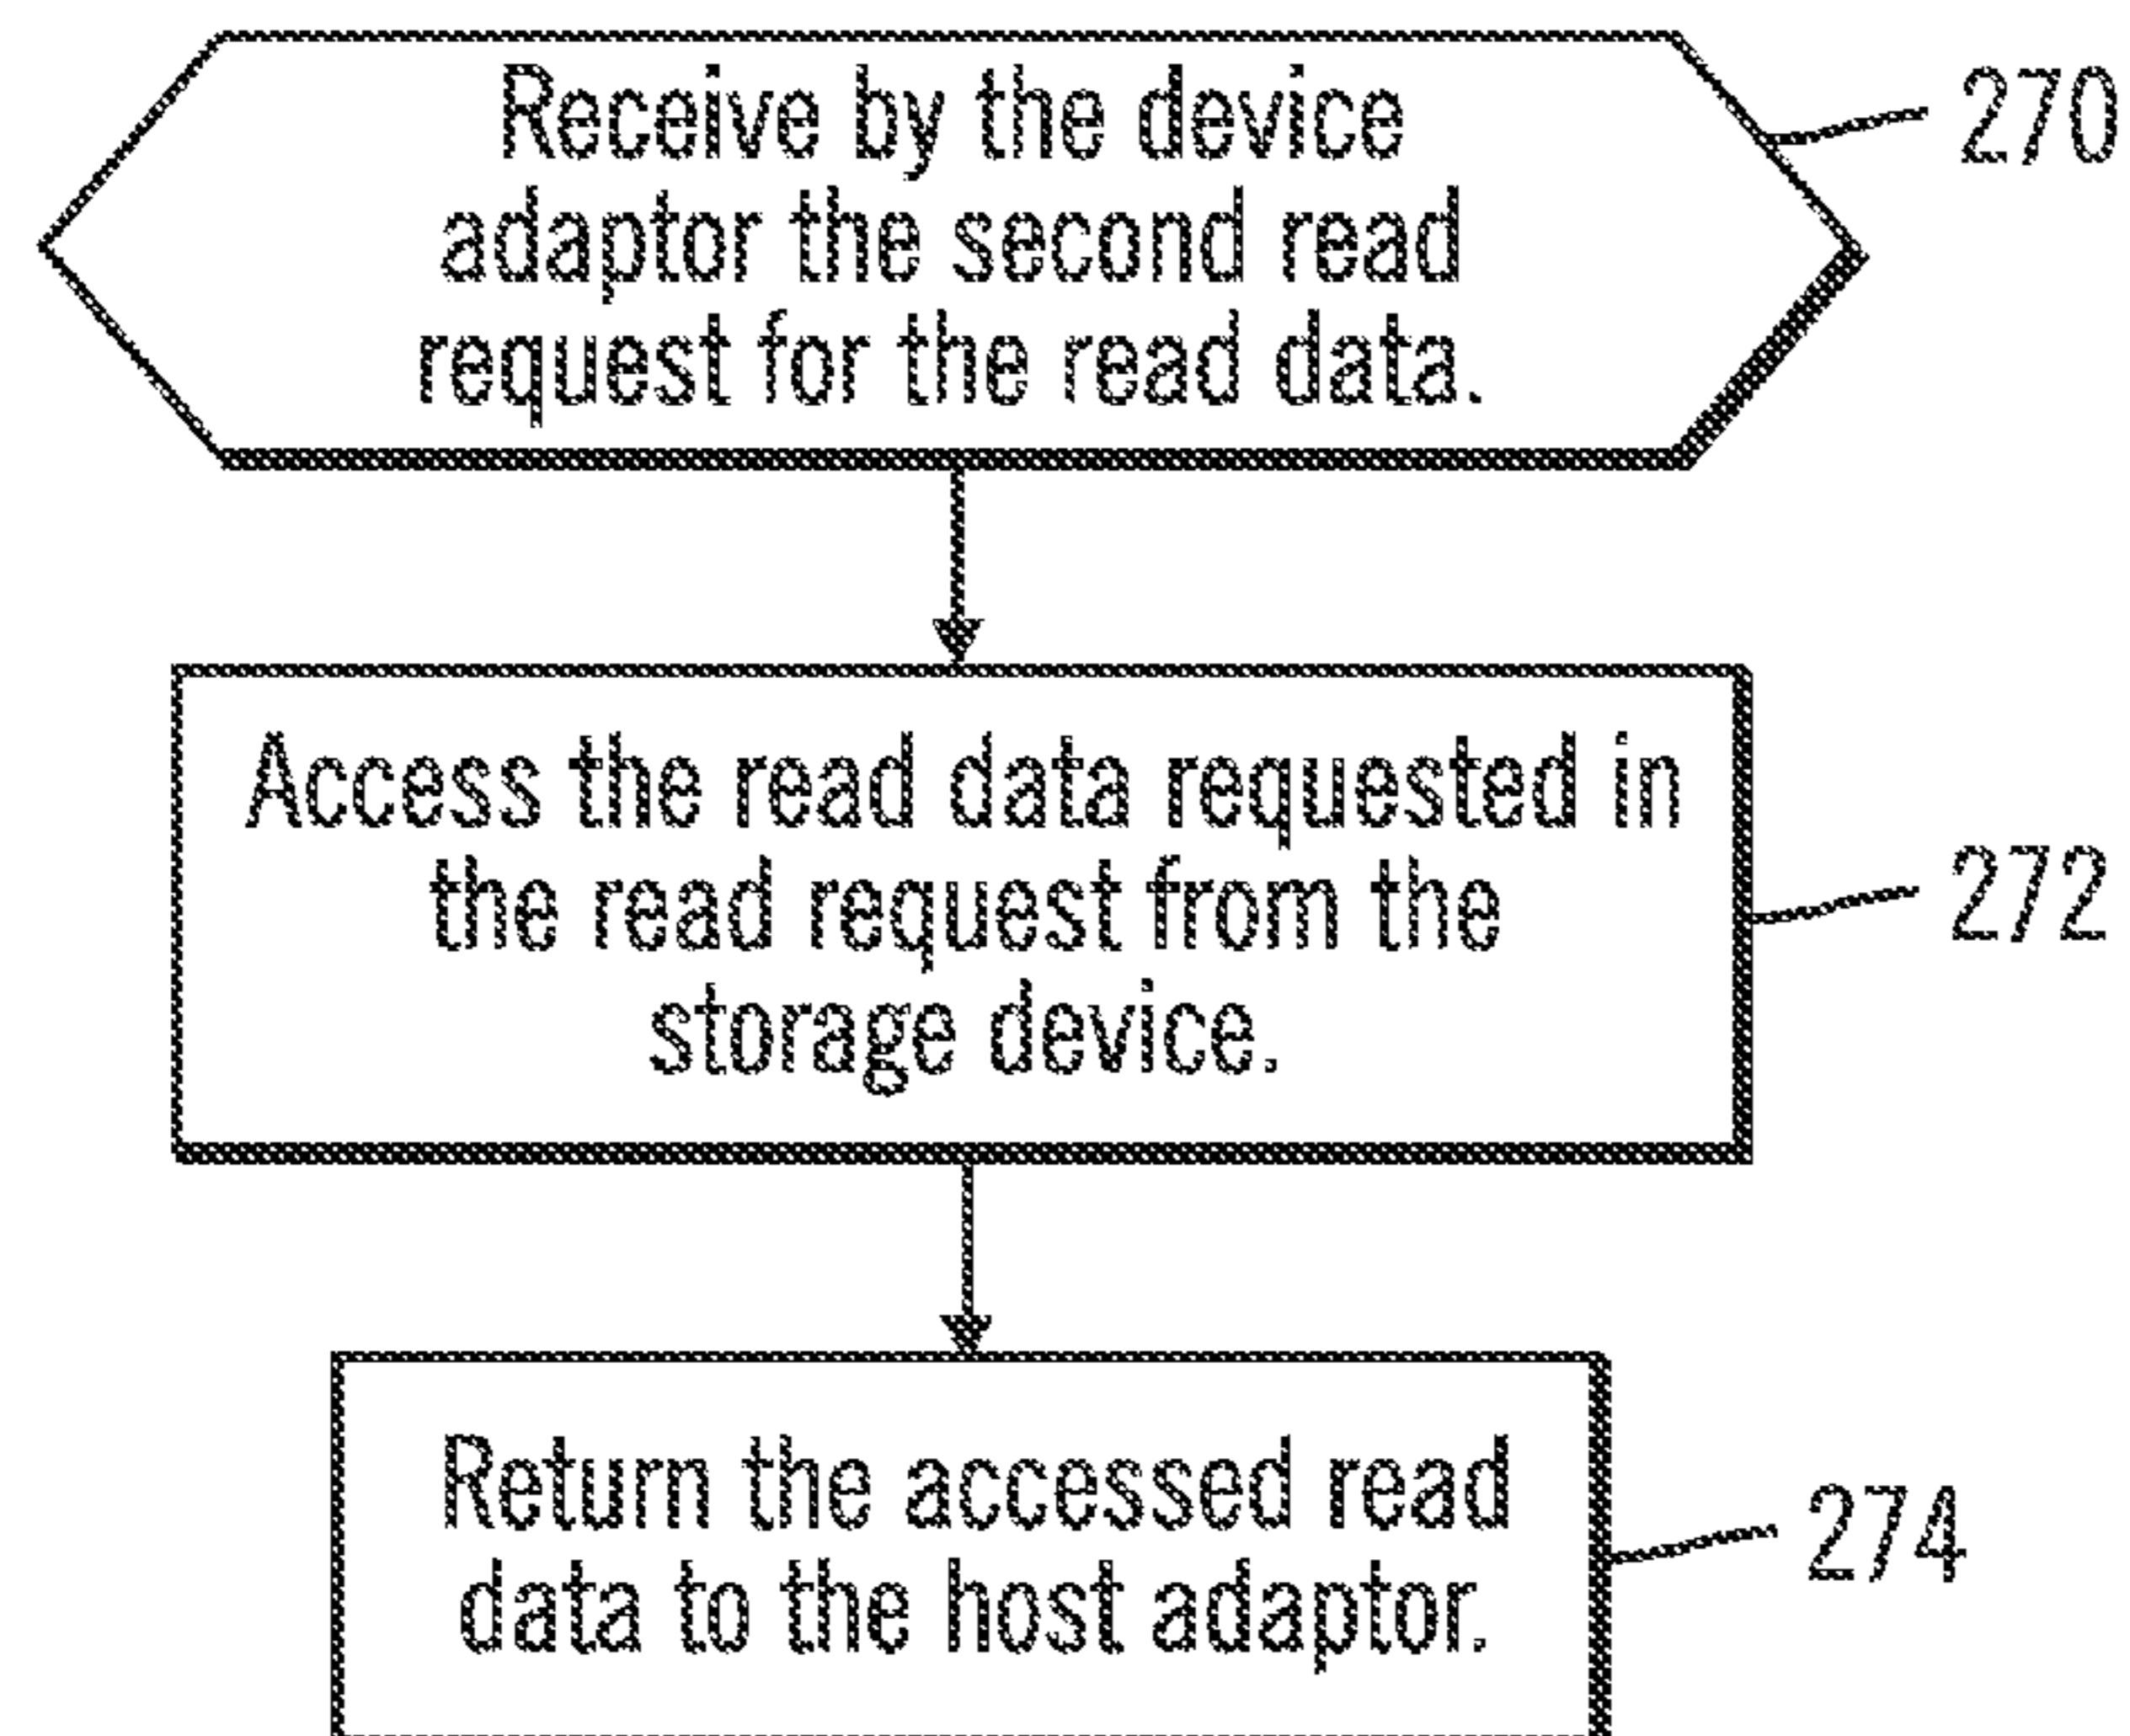 Receive by the device
270
adaptor the second read
request for the read data.
Access the read data requested in
the read request from the
272
storage device.
Return the accessed read
274
data to the host adaptor.